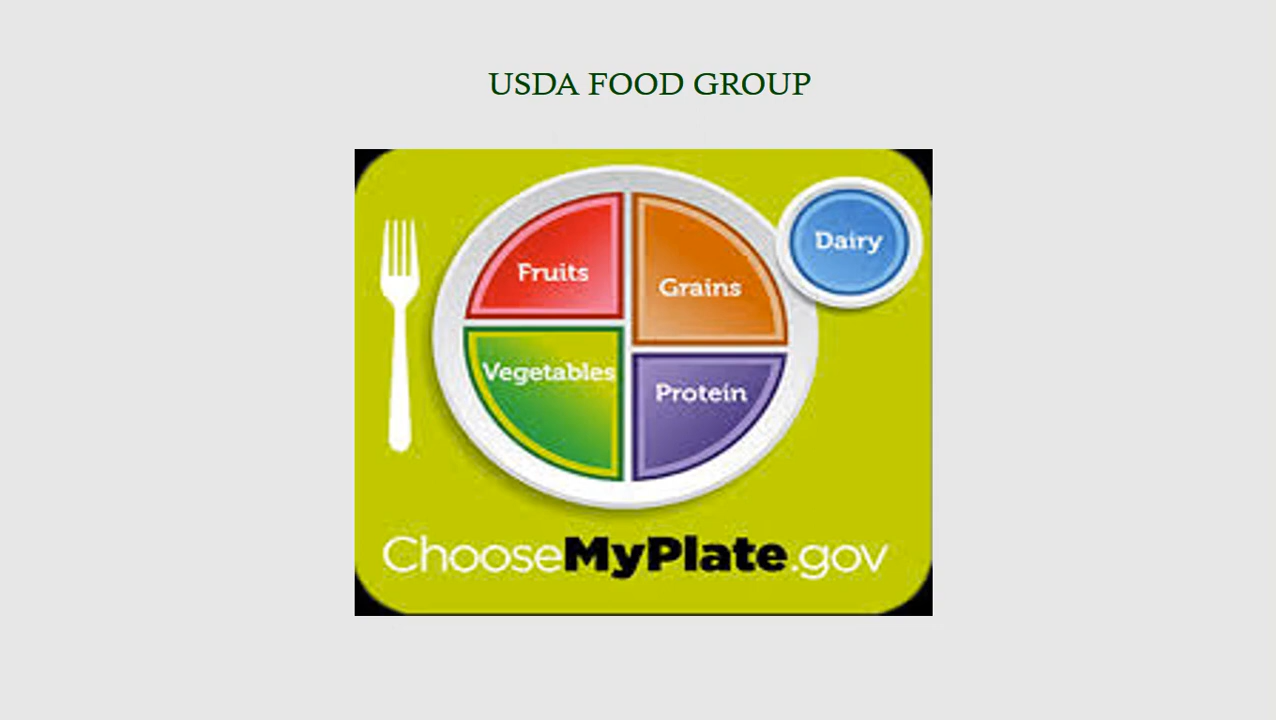 USDA FOOD GROUP
Dairy
Fruits
Grains
Vegetables
Protein
ChooseMyPlate.gov